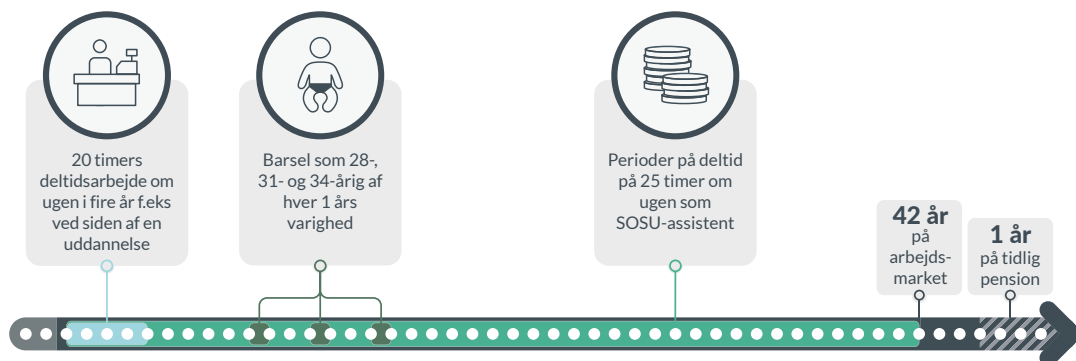 20 timers
deltidsarbejde om
ugen i fire år f.eks
ved siden af en
uddannelse
Barsel som 28-,
31- og 34-årig af
hver 1 års
varighed
Perioder på deltid
på 25 timer om
ugen som
SOSU-assistent
42 år
på
arbejds-
market
1 år
på tidlig
pension